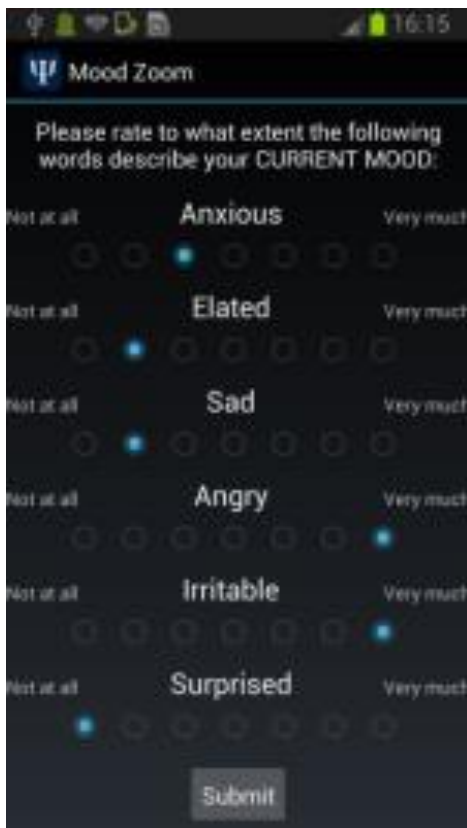 16:15
Mood Zoom
Please rate to what extent the following
words describe your CURRENT MOOD:
Anxious
Not at all Very much
Elated
Not at all Very much
Sad
Not at all Very much
Angry
Not at all Very much
Irritable
Not at all Very much
Surprised
Not at all Very much
Submit